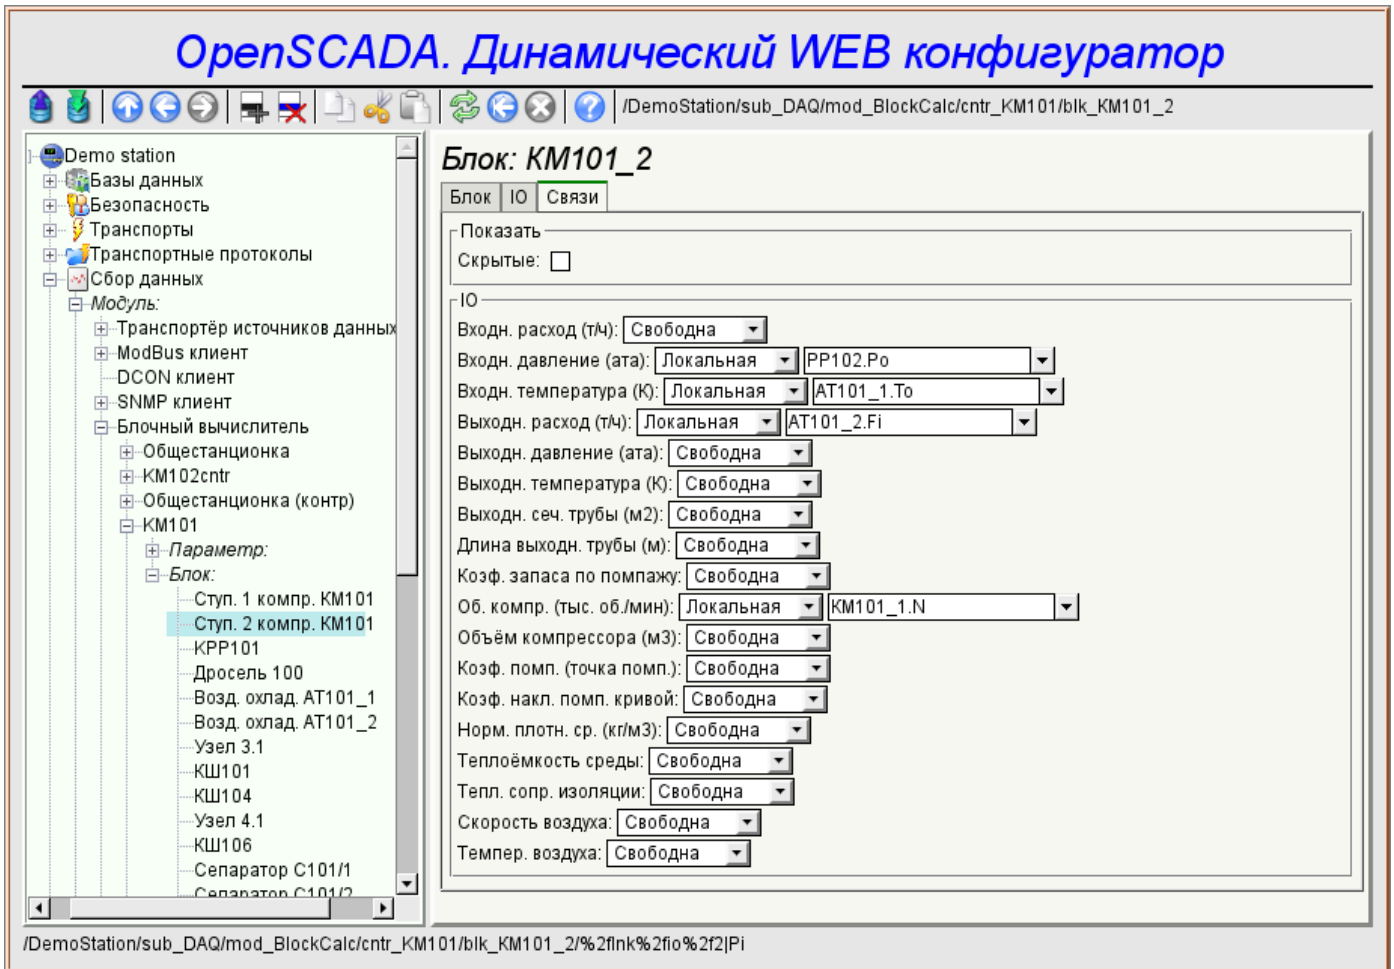 OpenSCADA. Динамический WEB конфигуратор
/DemoStation/sub_DAQ/mod_BlockCalc/cntr_KM101/blk_KM101_2
Demo station
Базы данных
Безопасность
Транспорты
Транспортные протоколы
Сбор данных
Модуль:
Транспортёр источников данных
ModBus клиент
DCON клиент
SNMP клиент
Блочный вычислитель
Общестанционка
KM102cntr
Общестанционка (контр)
KM101
Параметр:
Блок:
Ступ. 1 компр. КМ101
Ступ. 2 компр. КМ101
КРР101
Дросель 100
Возд. охлад. АТ101_1
Возд. охлад. АТ101_2
Узел 3.1
КШ101
КШ104
Узел 4.1
КШ106
Сепаратор С101/1
Сепаратор С101/2
Блок: KM101_2
Блок IO Связи
Показать
Скрытые:
IO
Входн. расход (т/ч): Свободна
Входн. давление (ата): Локальная PP102.Po
Входн. температура (К): Локальная AT101_1.To
Выходн. расход (т/ч): Локальная AT101_2.Fi
Выходн. давление (ата): Свободна
Выходн. температура (К): Свободна
Выходн. сеч. трубы (м2): Свободна
Длина выходн. трубы (м): Свободна
Коэф. запаса по помпажу: Свободна
Об. компр. (тыс. об./мин): Локальная KM101_1.N
Объём компрессора (м3): Свободна
Коэф. помп. (точка помп.): Свободна
Коэф. накл. помп. кривой: Свободна
Норм. плотн. ср. (кг/м3): Свободна
Теплоёмкость среды: Свободна
Тепл. сопр. изоляции: Свободна
Скорость воздуха: Свободна
Темпер. воздуха: Свободна
/DemoStation/sub_DAQ/mod_BlockCalc/cntr_KM101/blk_KM101_2/%2flnk%2fio%2f2|Pi